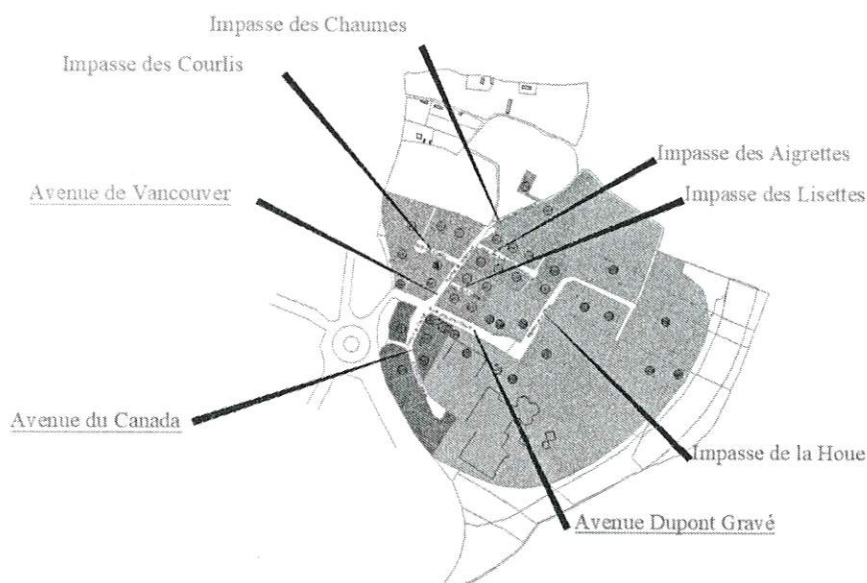 Impasse des Chaumes
Impasse des Courlis
Impasse des Aigrettes
Avenue de Vancouver
Impasse des Lisettes
Avenue du Canada
Impasse de la Houe
Avenue Dupont Gravé